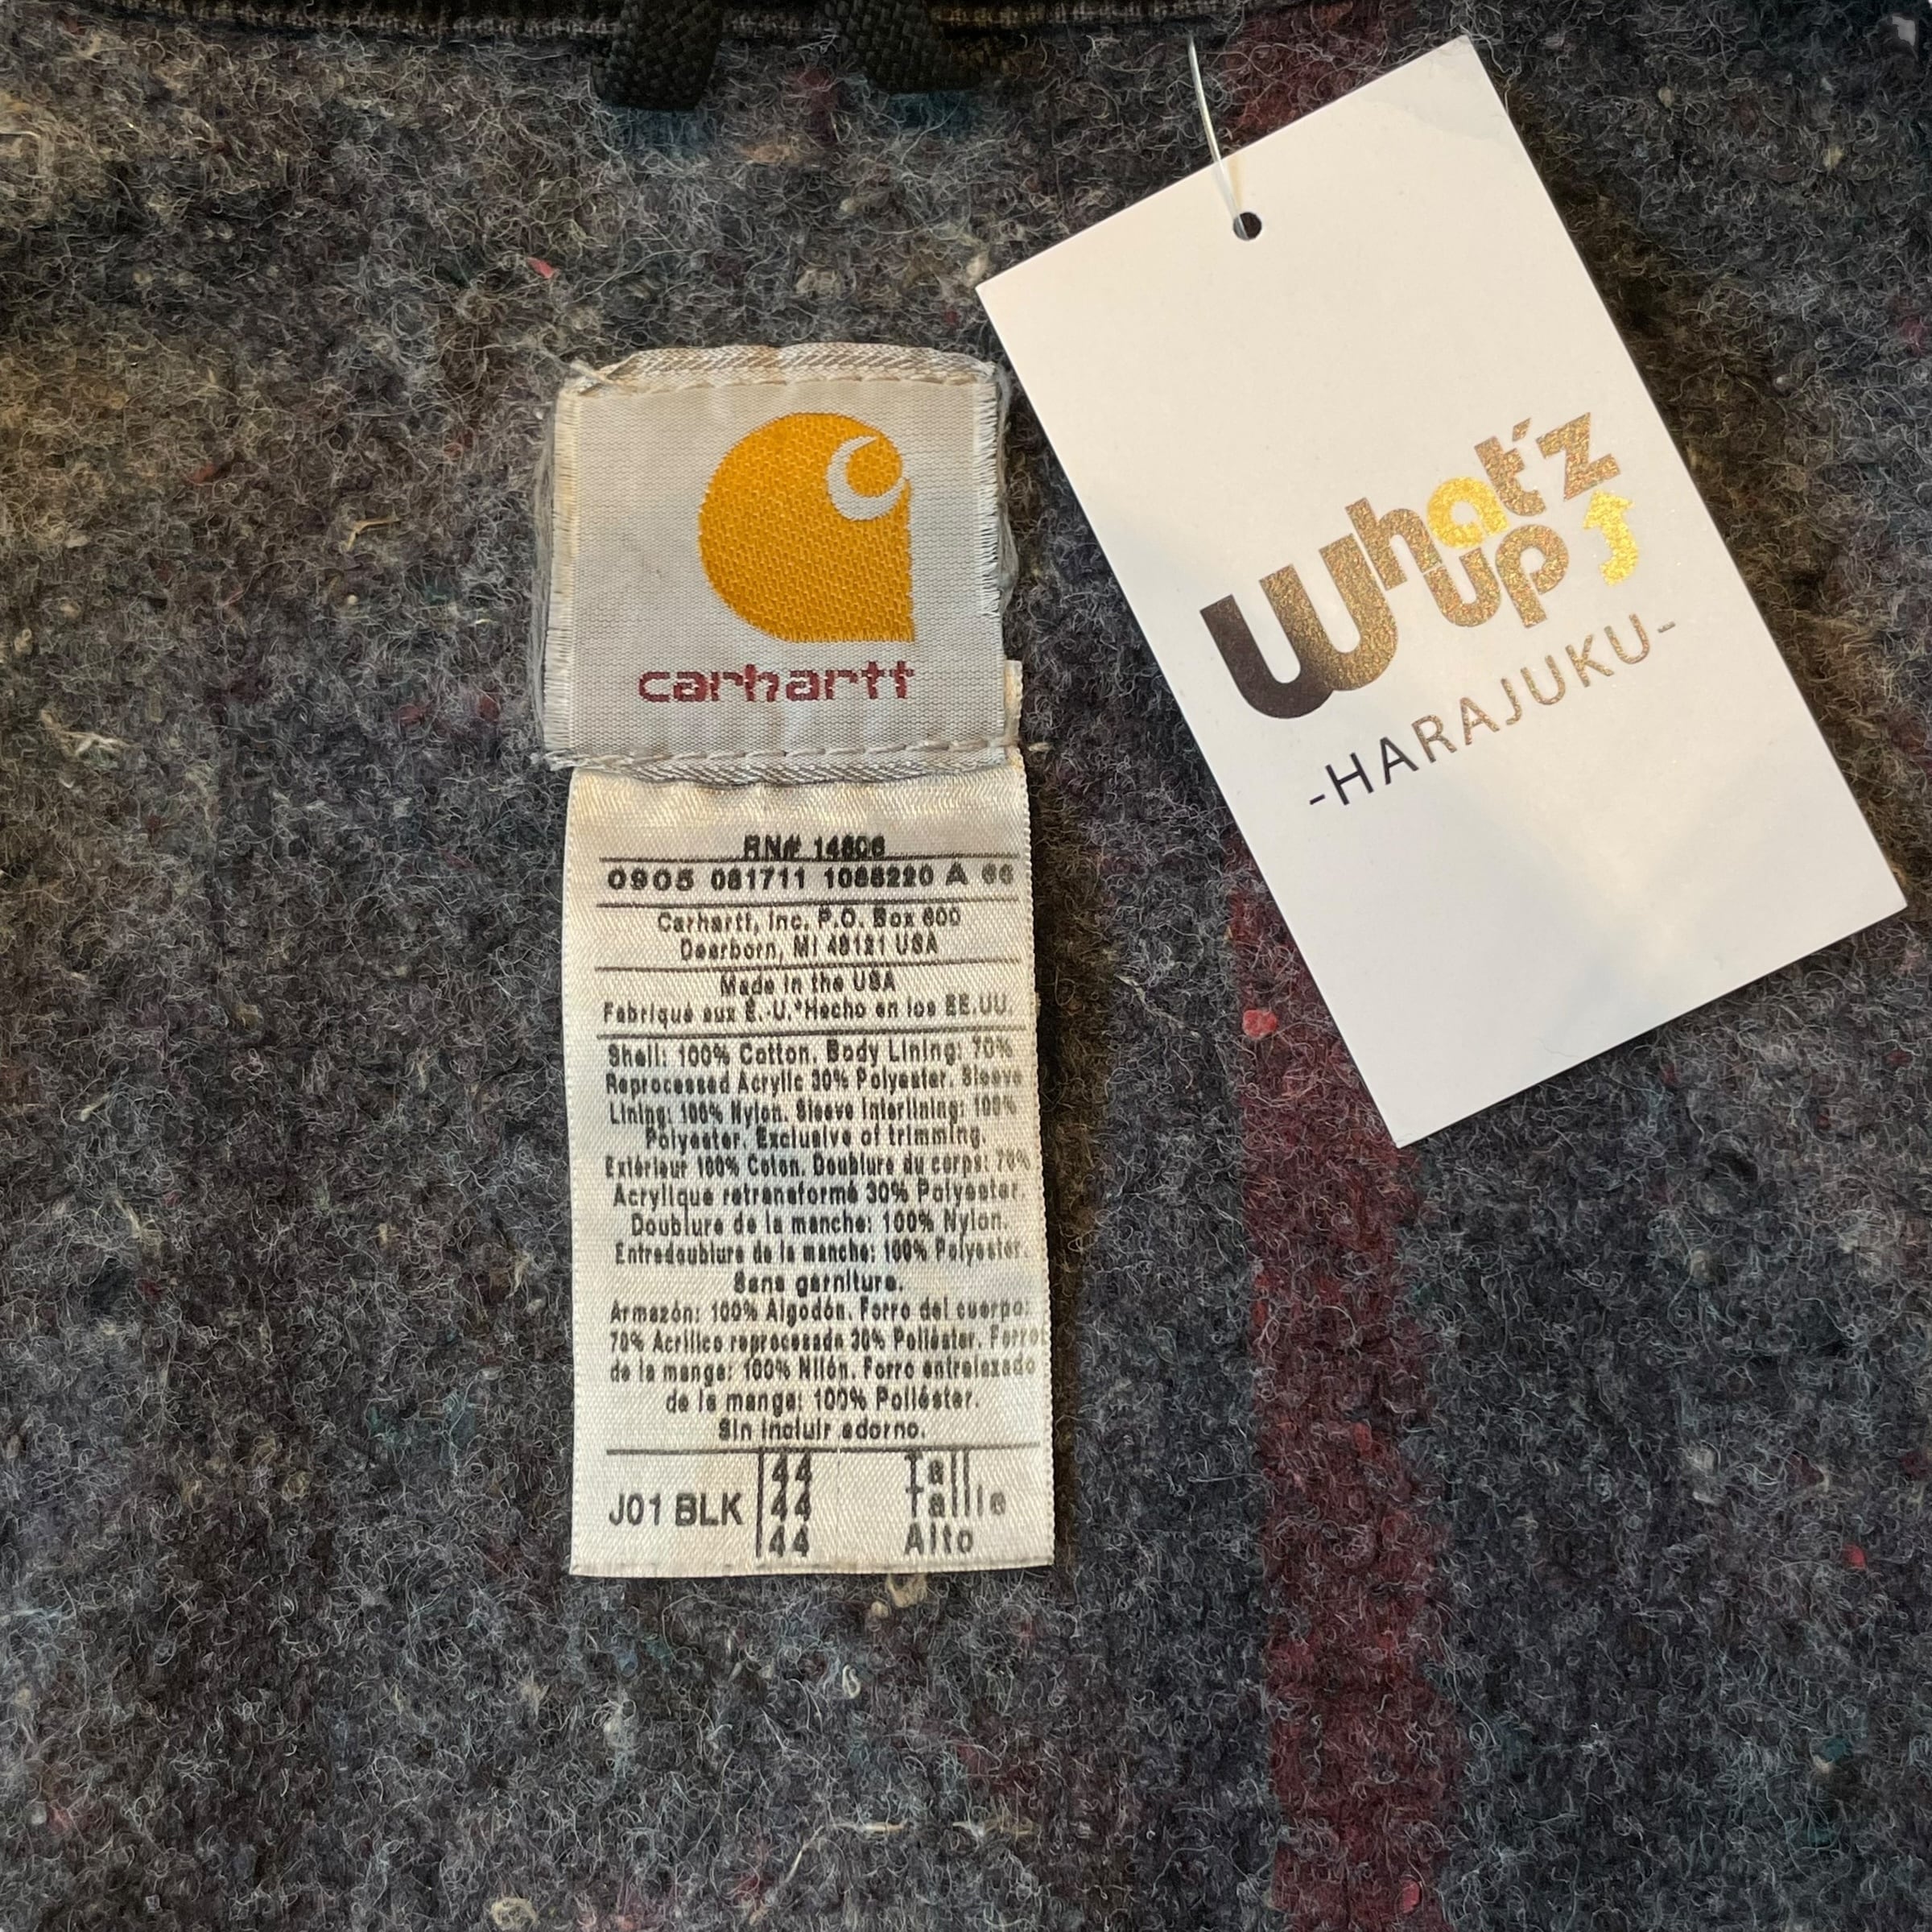 carhartt
RN# 14806
0905 081711 1086220 A 66
Carhartt, Inc. P.O. Box 600
Dearborn, MI 48121 USA
Made in the USA
Fabriqué aux É.-U.*Hecho en los EE.UU.
Shell: 100% Cotton. Body Lining: 70%
Reprocessed Acrylic 30% Polyester. Sleeve
Lining: 100% Nylon. Sleeve Interlining: 100%
Polyester. Exclusive of trimming.
Extérieur 100% Coton. Doublure du corps: 70%
Acrylique retransformé 30% Polyester.
Doublure de la manche: 100% Nylon.
Entredoublure de la manche: 100% Polyester.
Sans garniture.
Armazón: 100% Algodón. Forro del cuerpo:
70% Acrílico reprocesado 30% Poliéster. Forro
de la manga: 100% Nilón. Forro entrelazado
de la manga: 100% Poliéster.
Sin incluir adorno.
J01 BLK
44 Tall
44 Taille
44 Alto
What'z
up
-HARAJUKU-